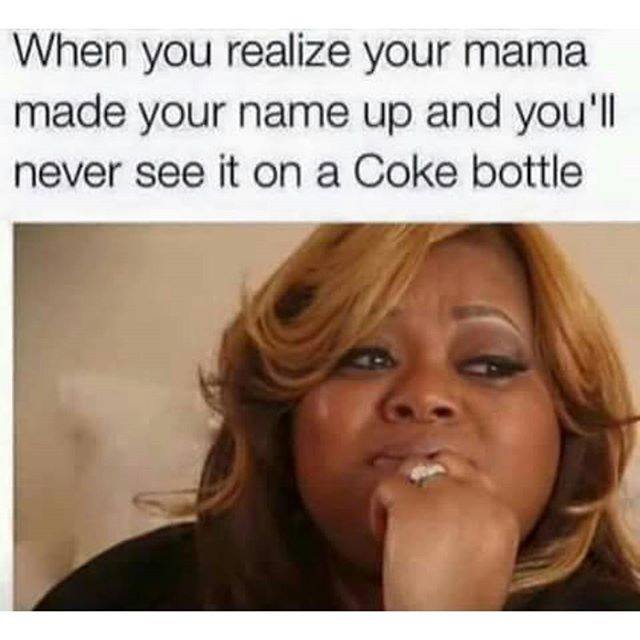 When you realize your mama
made your name up and you'll
never see it on a Coke bottle